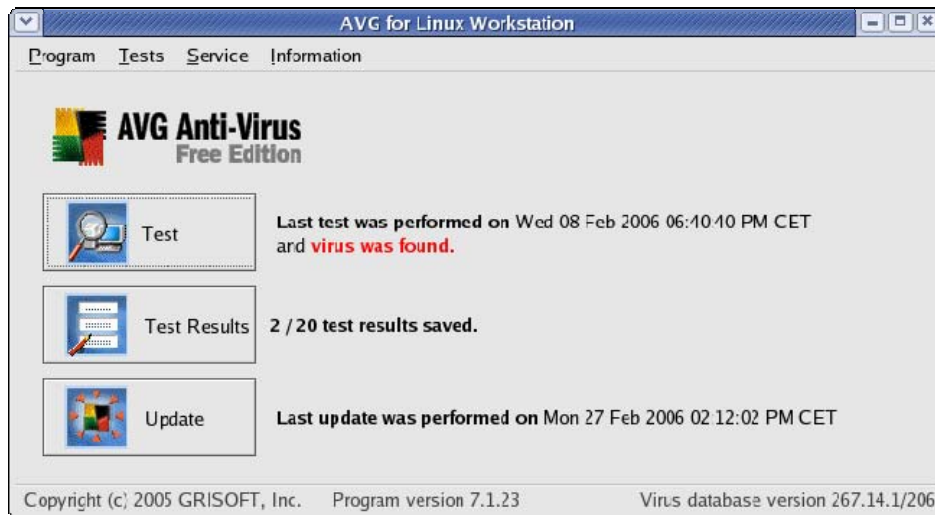 AVG for Linux Workstation
Program Tests Service Information
AVG Anti-Virus
Free Edition
Test
Last test was performed on Wed 08 Feb 2006 06:40:40 PM CET
and virus was found.
Test Results
2 / 20 test results saved.
Update
Last update was performed on Mon 27 Feb 2006 02:12:02 PM CET
Copyright (c) 2005 GRISOFT, Inc. Program version 7.1.23 Virus database version 267.14.1/206